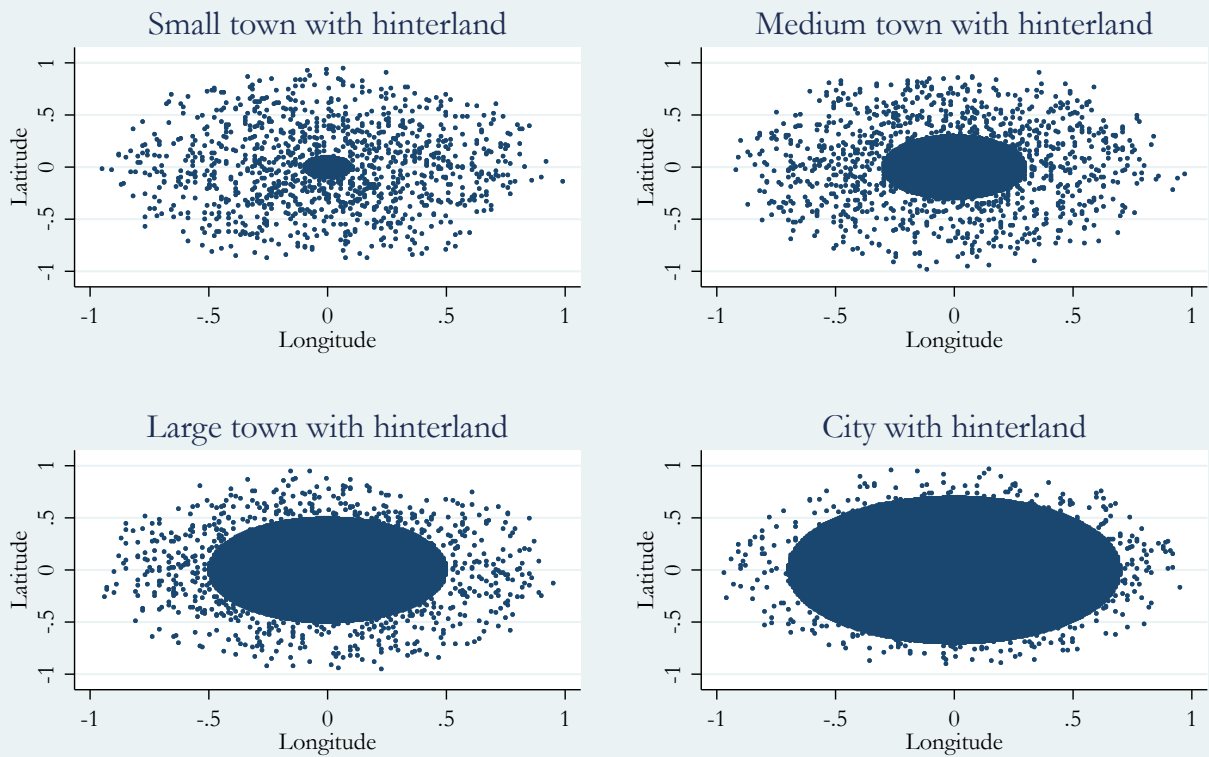 Small town with hinterland
Latitude
1
.5
0
-.5
-1
-1 -.5 0 .5 1
Longitude
Medium town with hinterland
Latitude
1
.5
0
-.5
-1
-1 -.5 0 .5 1
Longitude
Large town with hinterland
Latitude
1
.5
0
-.5
-1
-1 -.5 0 .5 1
Longitude
City with hinterland
Latitude
1
.5
0
-.5
-1
-1 -.5 0 .5 1
Longitude